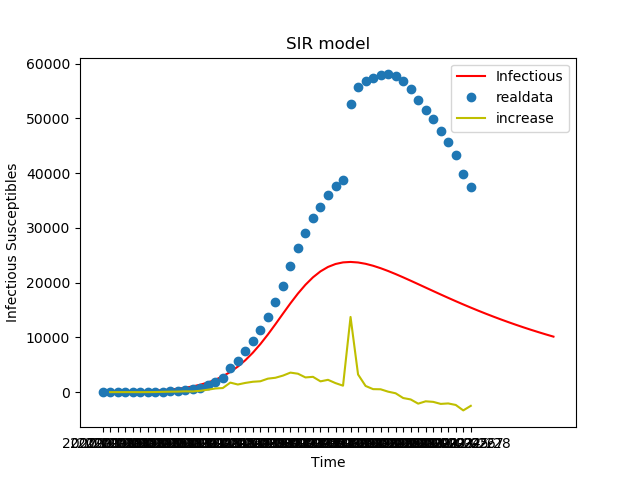 SIR model
Infectious
realdata
increase
60000
50000
40000
30000
20000
10000
0
Infectious Susceptibles
Time